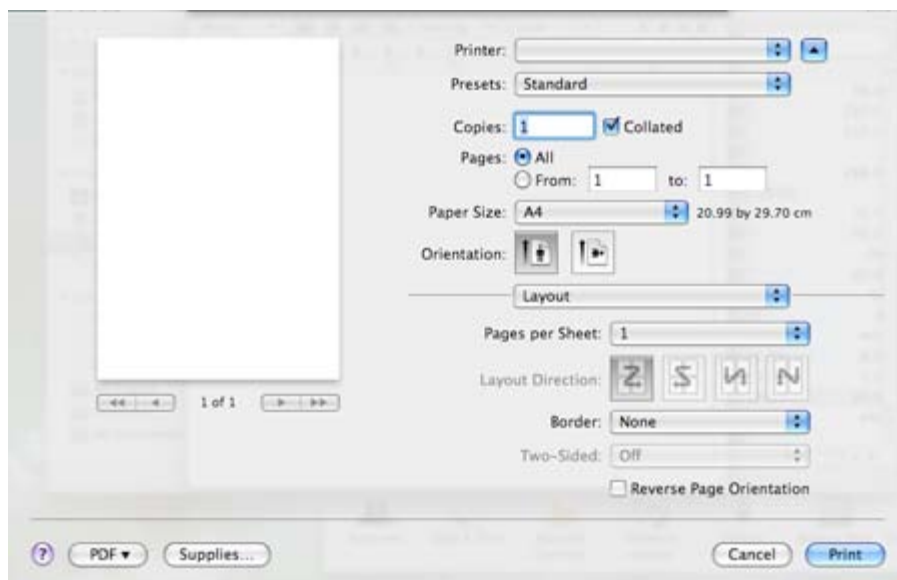 Printer:
Presets: Standard
Copies: 1 Collated
Pages: All
From: 1 to: 1
Paper Size: A4 20.99 by 29.70 cm
Orientation:
Layout
Pages per Sheet: 1
Layout Direction:
1 of 1
Border: None
Two-Sided: Off
Reverse Page Orientation
? PDF Supplies... Cancel Print